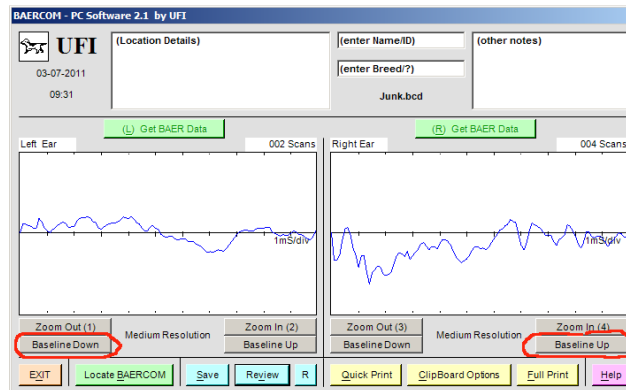 BAERCOM - PC Software 2.1 by UFI
UFI
03-07-2011
09:31
(Location Details)
(enter Name/ID)
(enter Breed/?)
Junk.bcd
(other notes)
(L) Get BAER Data
(R) Get BAER Data
Left Ear
002 Scans
Right Ear
004 Scans
1mS/div
1mS/div
Zoom Out (1)
Baseline Down
Medium Resolution
Zoom In (2)
Baseline Up
Zoom Out (3)
Baseline Down
Medium Resolution
Zoom In (4)
Baseline Up
EXIT
Locate BAERCOM
Save
Review
R
Quick Print
ClipBoard Options
Full Print
Help